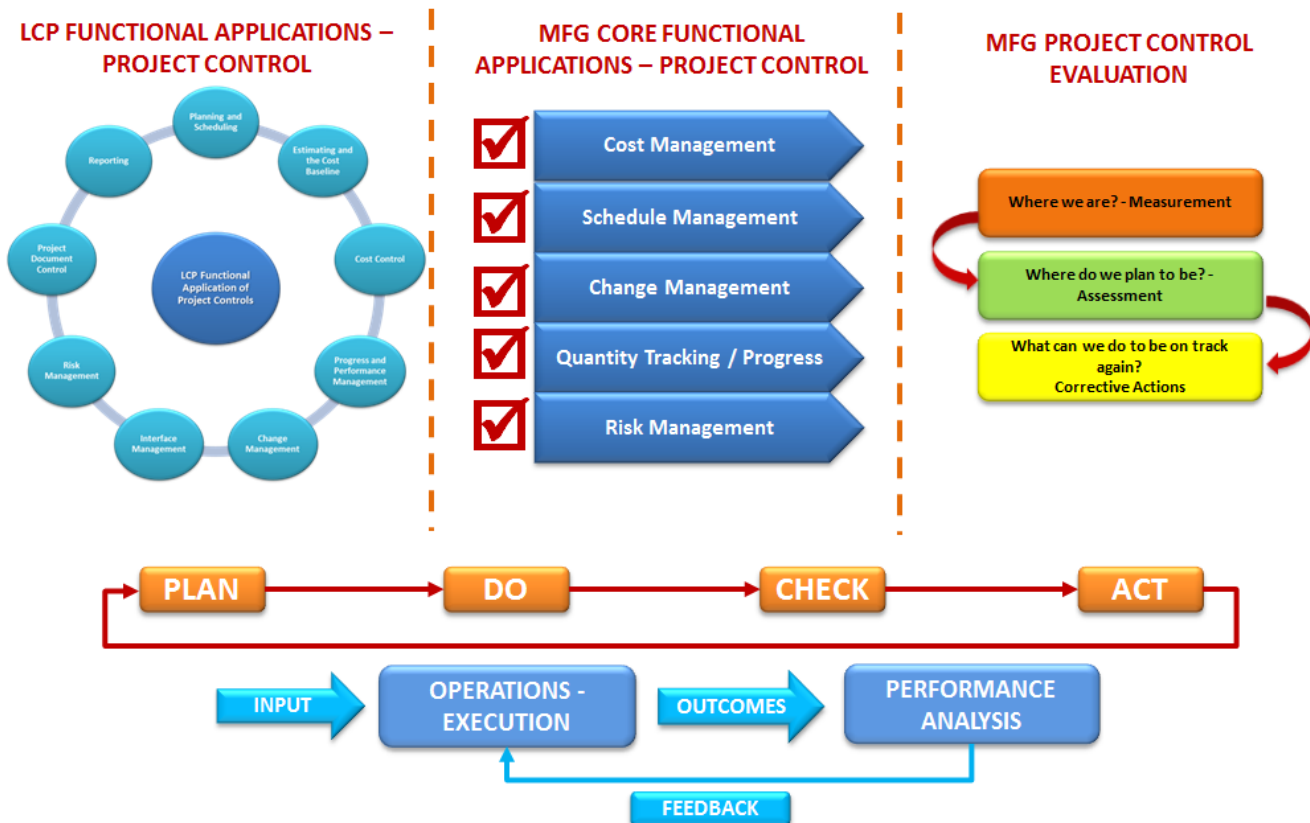 LCP FUNCTIONAL APPLICATIONS –
PROJECT CONTROL
Planning and
Scheduling
Estimating and
the Cost
Baseline
Cost Control
Progress and
Performance
Management
Change
Management
Interface
Management
Risk
Management
Project
Document
Control
Reporting
LCP Functional
Application of
Project Controls
MFG CORE FUNCTIONAL
APPLICATIONS – PROJECT CONTROL
Cost Management
Schedule Management
Change Management
Quantity Tracking / Progress
Risk Management
MFG PROJECT CONTROL
EVALUATION
Where we are? - Measurement
Where do we plan to be? -
Assessment
What can we do to be on track
again?
Corrective Actions
PLAN
DO
CHECK
ACT
INPUT
OPERATIONS -
EXECUTION
OUTCOMES
PERFORMANCE
ANALYSIS
FEEDBACK